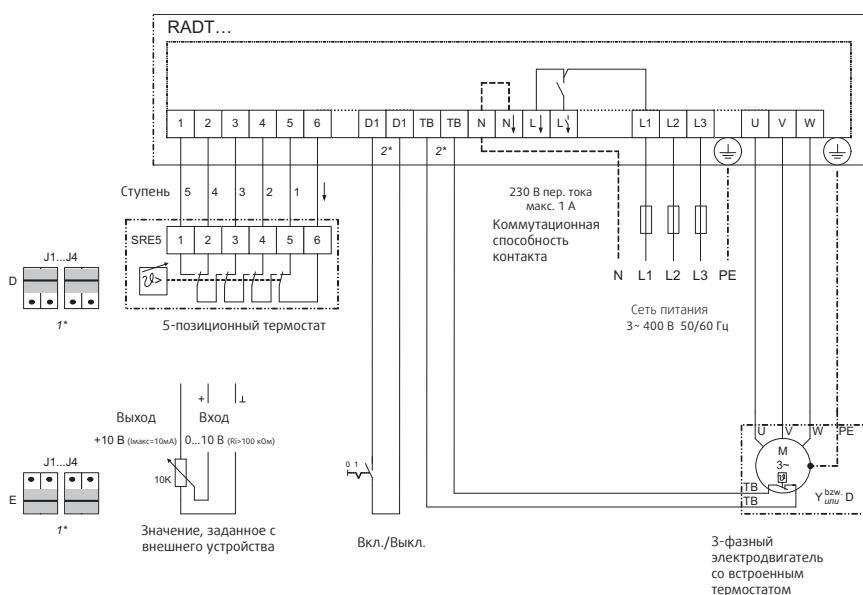 RADT…
1 2 3 4 5 6 D1 D1 TB TB N N L L L1 L2 L3 U V W
2* 2*
Ступень 5 4 3 2 1
SRE5 1 2 3 4 5 6
ϑ>
5-позиционный термостат
J1...J4
D
1*
230 В пер. тока
макс. 1 А
Коммутационная
способность
контакта
N L1 L2 L3 PE
Сеть питания
3~ 400 В 50/60 Гц
+ ⊥
Выход Вход
+10 В (Iмакс=10мА) 0...10 В (Ri>100 кОм)
10K
Значение, заданное с
внешнего устройства
J1...J4
E
1*
0 1
Вкл./Выкл.
U V W PE
M
3~
ϑ
TB
TB
Y bzw. или D
3-фазный
электродвигатель
со встроенным
термостатом